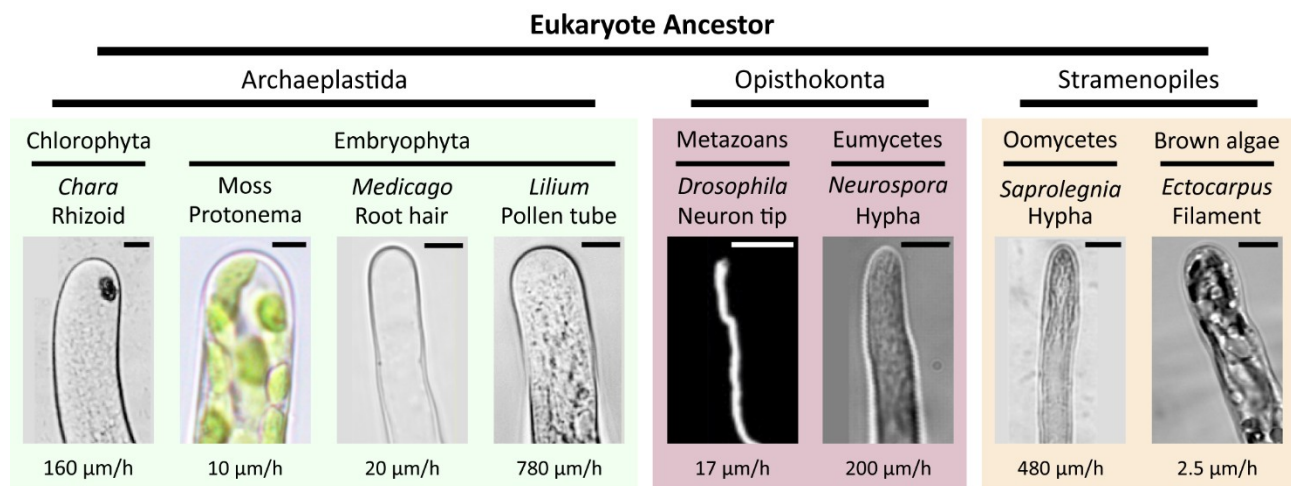 Eukaryote Ancestor
Archaeplastida Opisthokonta Stramenopiles
Chlorophyta Embryophyta Metazoans Eumycetes Oomycetes Brown algae
Chara Moss Medicago Lilium Drosophila Neurospora Saprolegnia Ectocarpus
Rhizoid Protonema Root hair Pollen tube Neuron tip Hypha Hypha Filament
160 µm/h 10 µm/h 20 µm/h 780 µm/h 17 µm/h 200 µm/h 480 µm/h 2.5 µm/h